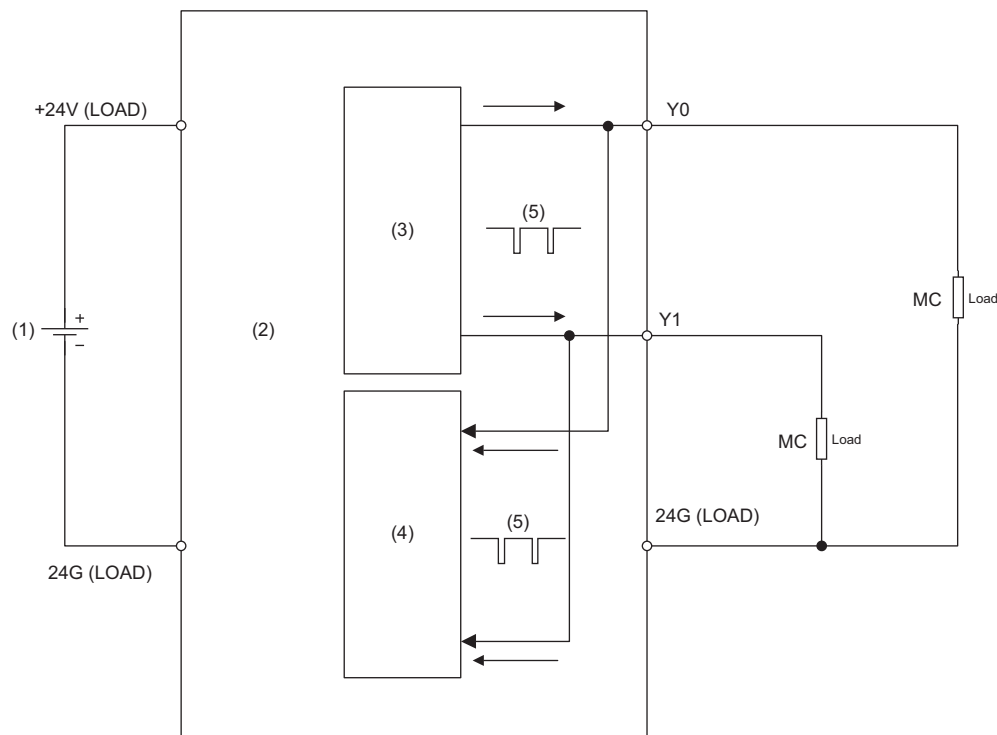 +24V (LOAD)
Y0
(5)
(3)
MC
Load
(1)
+
−
(2)
Y1
MC
Load
24G (LOAD)
(4)
(5)
24G (LOAD)